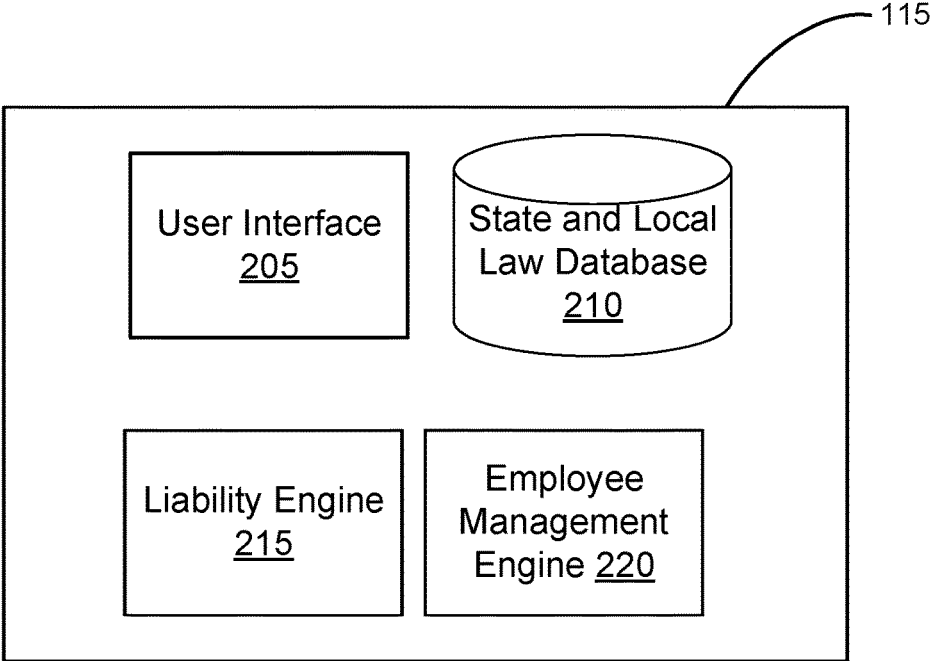 115
User Interface
205
State and Local
Law Database
210
Liability Engine
215
Employee
Management
Engine 220